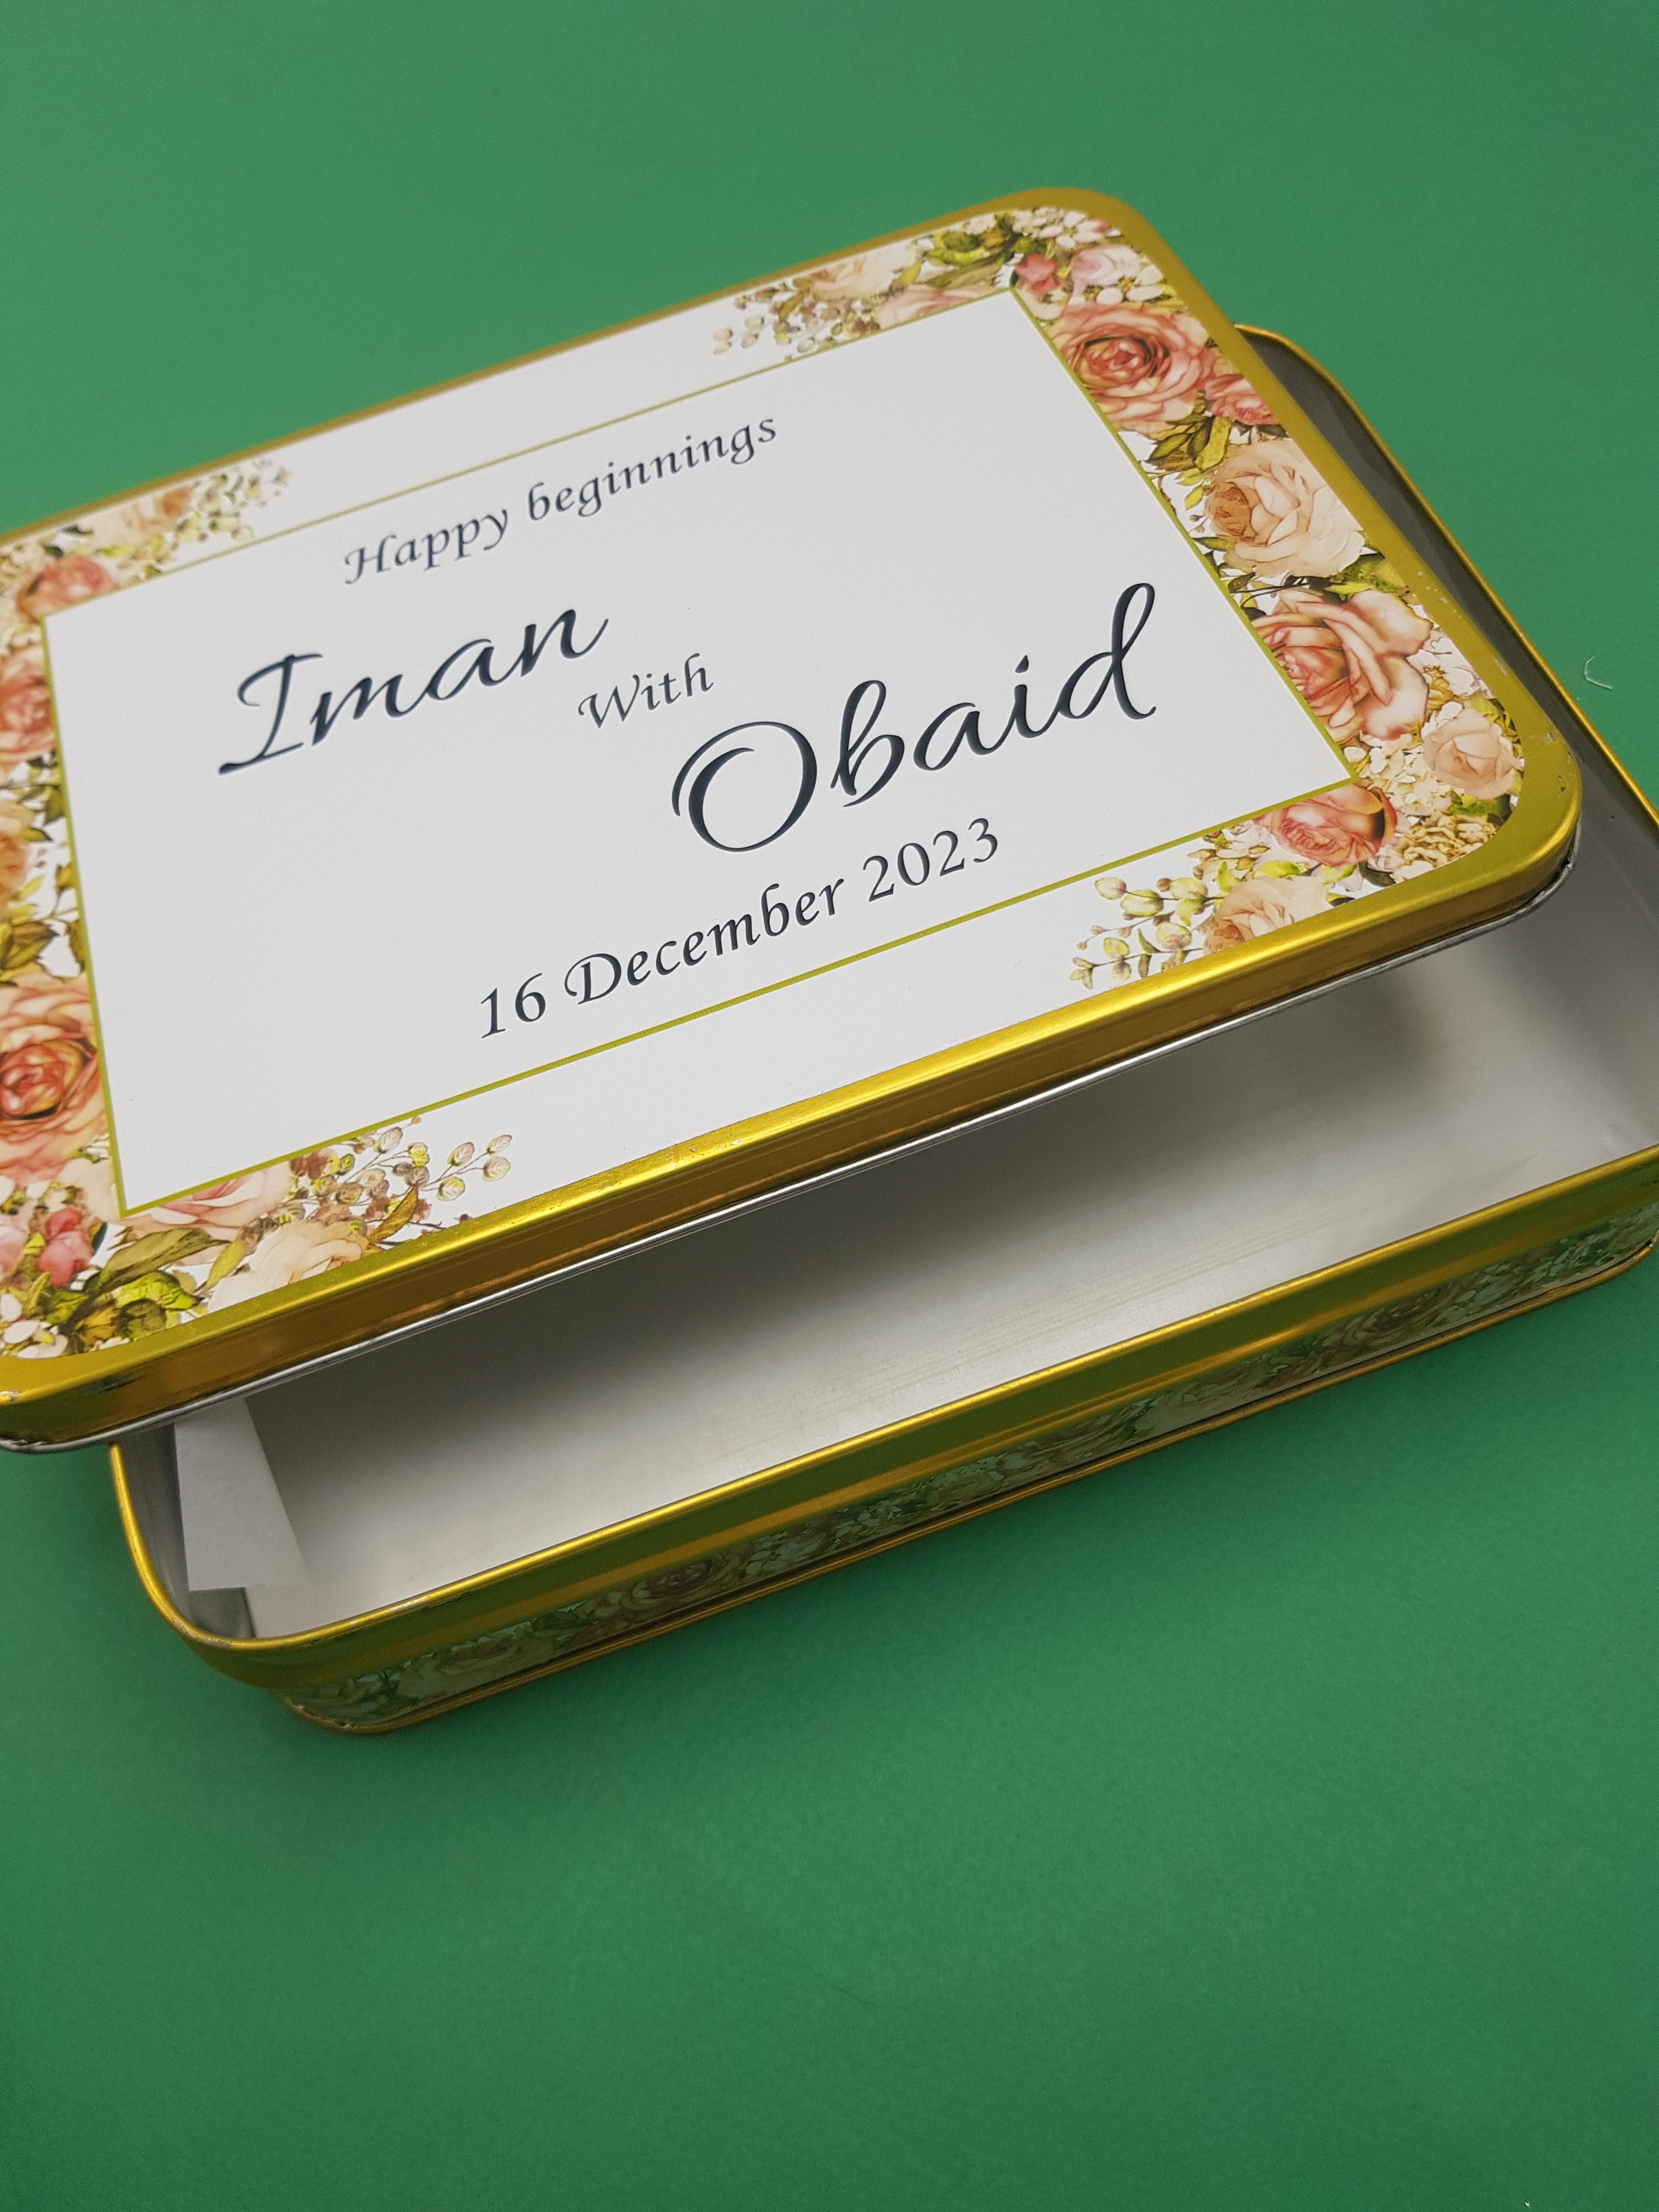 Happy beginnings
Iman
With
Obaid
16 December 2023